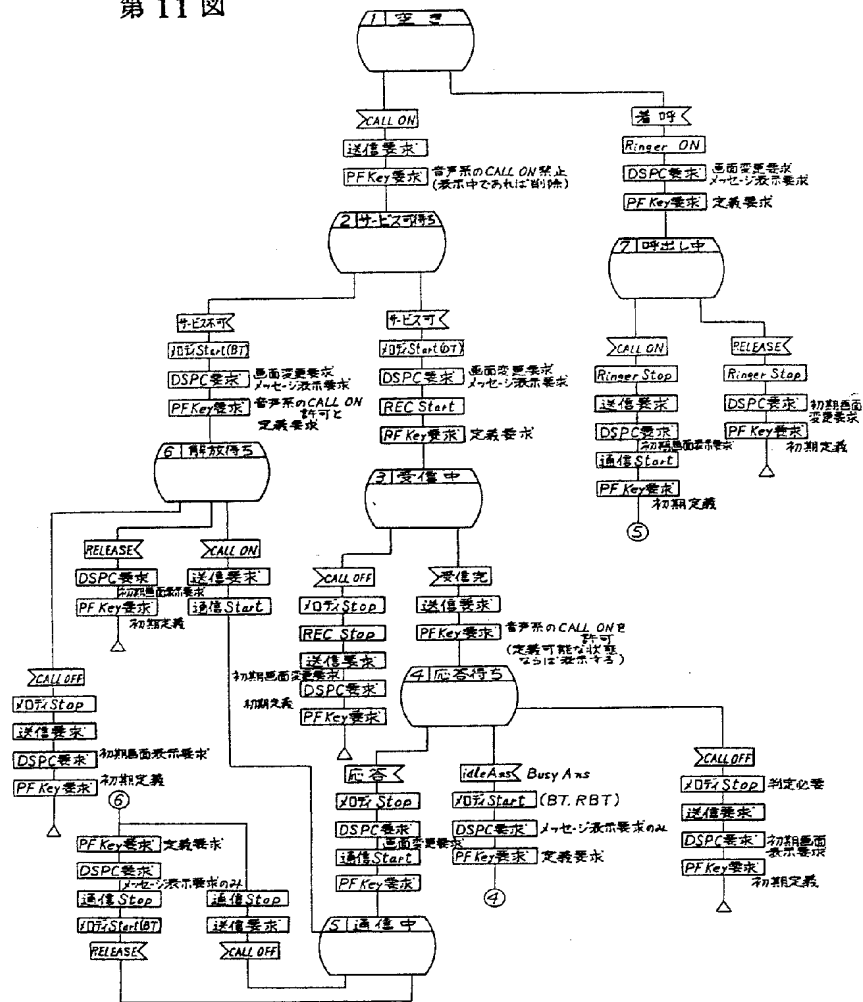 第11図
1 空き
CALL ON
送信要求
PF Key要求 音声系のCALL ON禁止
(表示中であれば削除)
着呼
Ringer ON
DSPC要求 画面変更要求
メッセージ表示要求
PF Key要求 定義要求
2 サービス可待ち
7 呼出し中
サービス不可
メロディStart(BT)
DSPC要求 画面変更要求
メッセージ表示要求
PF Key要求 音声系のCALL ON
許可と
定義要求
サービス可
メロディStart(DT)
DSPC要求 画面変更要求
メッセージ表示要求
REC Start
PF Key要求 定義要求
CALL ON
Ringer Stop
送信要求
DSPC要求
初期画面表示要求
通信Start
PF Key要求
初期定義
⑤
RELEASE
Ringer Stop
DSPC要求 初期画面
変更要求
PF Key要求
初期定義
6 解放待ち
3 受信中
RELEASE
DSPC要求
初期画面表示要求
PF Key要求
初期定義
CALL ON
送信要求
通信Start
CALL OFF
メロディStop
REC Stop
送信要求
初期画面変更要求
DSPC要求
初期定義
PF Key要求
受信完
送信要求
PF Key要求 音声系のCALL ONを
許可
(定義可能な状態
ならば表示する)
4 応答待ち
CALL OFF
メロディStop
送信要求
DSPC要求 初期画面表示要求
PF Key要求 初期定義
応答
メロディStop
DSPC要求
画面変更要求
通信Start
PF Key要求
idle Ans Busy Ans
メロディStart (BT, RBT)
DSPC要求 メッセージ表示要求のみ
PF Key要求 定義要求
④
CALL OFF
メロディStop 判定必要
送信要求
DSPC要求 初期画面
表示要求
PF Key要求
初期定義
⑥
PF Key要求 定義要求
DSPC要求
メッセージ表示要求のみ
通信Stop
メロディStart(BT
RELEASE
通信Stop
送信要求
CALL OFF
5 通信中